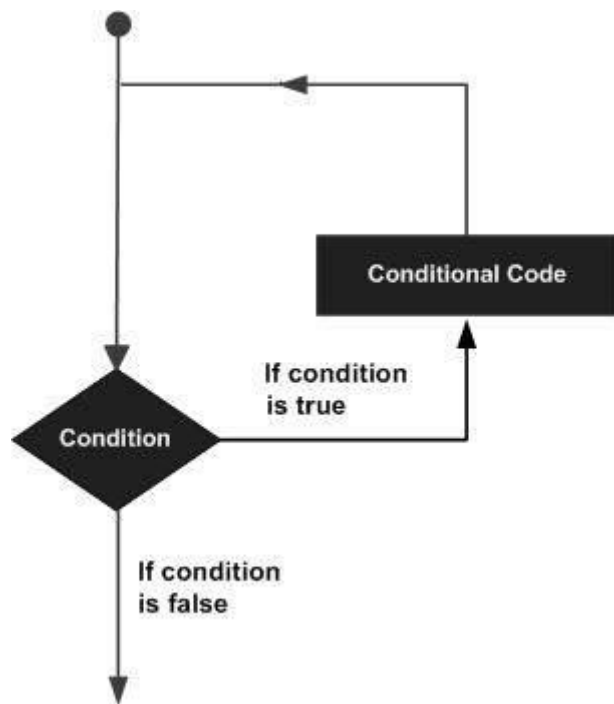 Conditional Code
If condition
is true
Condition
If condition
is false